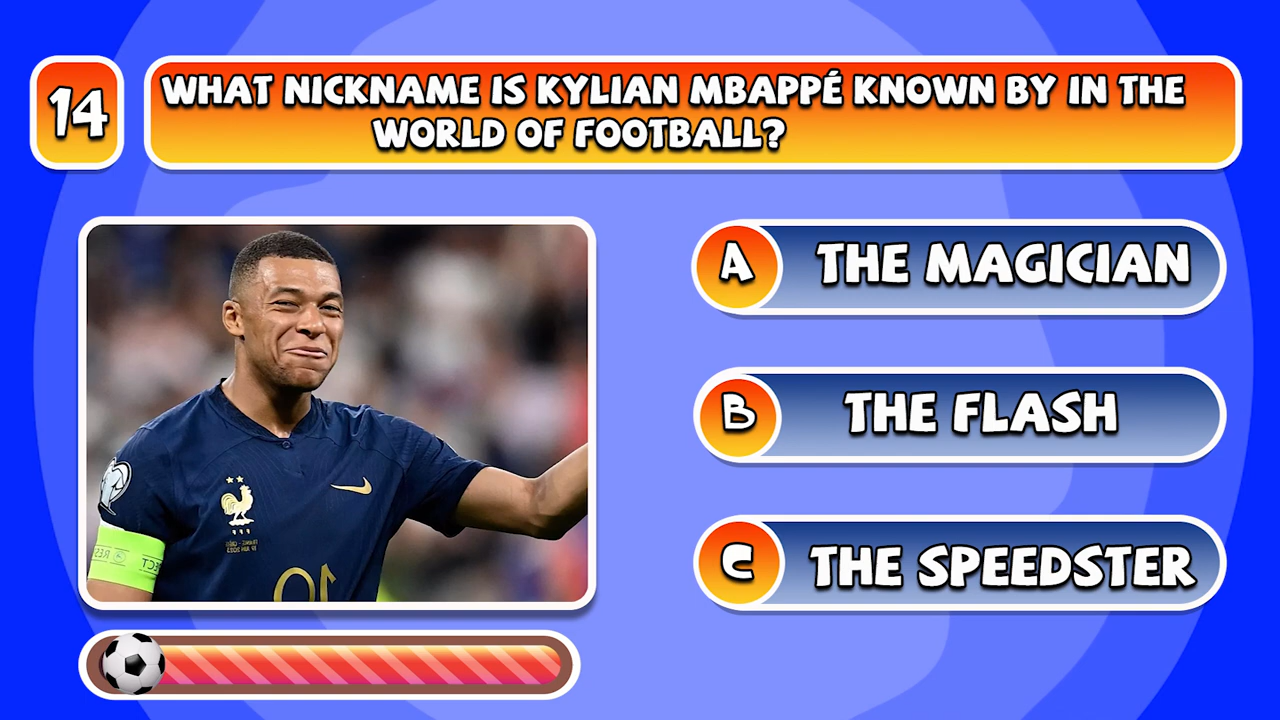 14
WHAT NICKNAME IS KYLIAN MBAPPÉ KNOWN BY IN THE
WORLD OF FOOTBALL?
A THE MAGICIAN
B THE FLASH
C THE SPEEDSTER
10